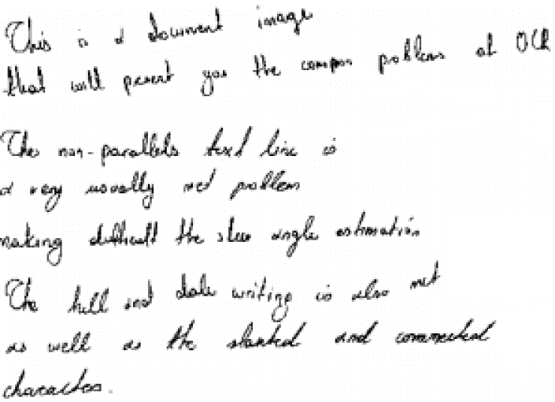 This is a document image
that will present you the common problems at OCR
The non-parallels text line is
a very usually met problem
making difficult the skew angle estimation
The hill and dale writing is also met
as well as the slanted and connected
characters.